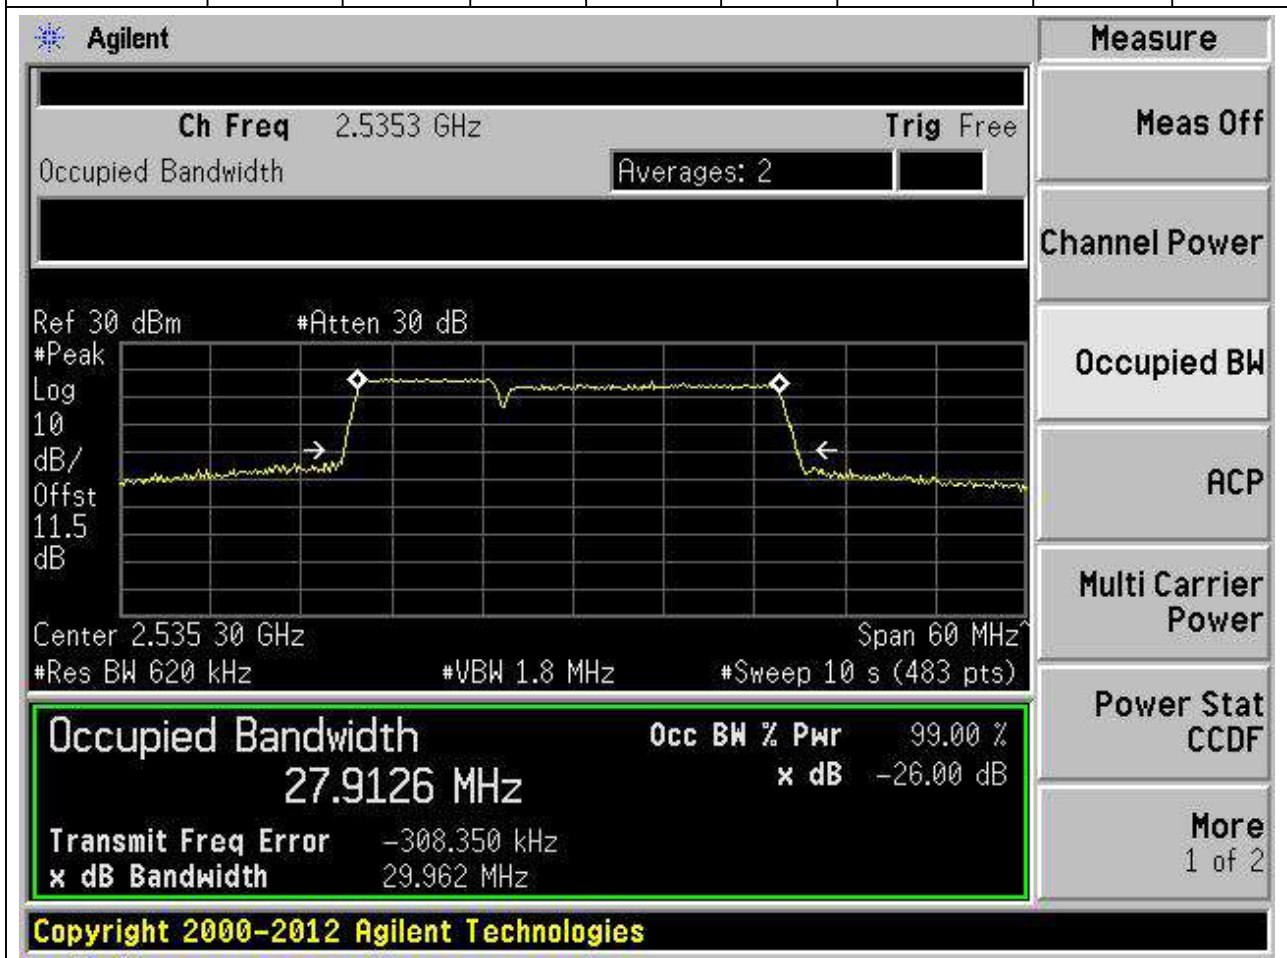 Agilent
Measure
Ch Freq 2.5353 GHz Trig Free
Occupied Bandwidth Averages: 2
Meas Off
Channel Power
Occupied BW
ACP
Multi Carrier
Power
Power Stat
CCDF
More
1 of 2
Ref 30 dBm #Atten 30 dB
#Peak
Log
10
dB/
Offst
11.5
dB
Center 2.535 30 GHz Span 60 MHz^
#Res BW 620 kHz #VBW 1.8 MHz #Sweep 10 s (483 pts)
Occupied Bandwidth Occ BW % Pwr 99.00 %
27.9126 MHz x dB -26.00 dB
Transmit Freq Error -308.350 kHz
x dB Bandwidth 29.962 MHz
Copyright 2000-2012 Agilent Technologies